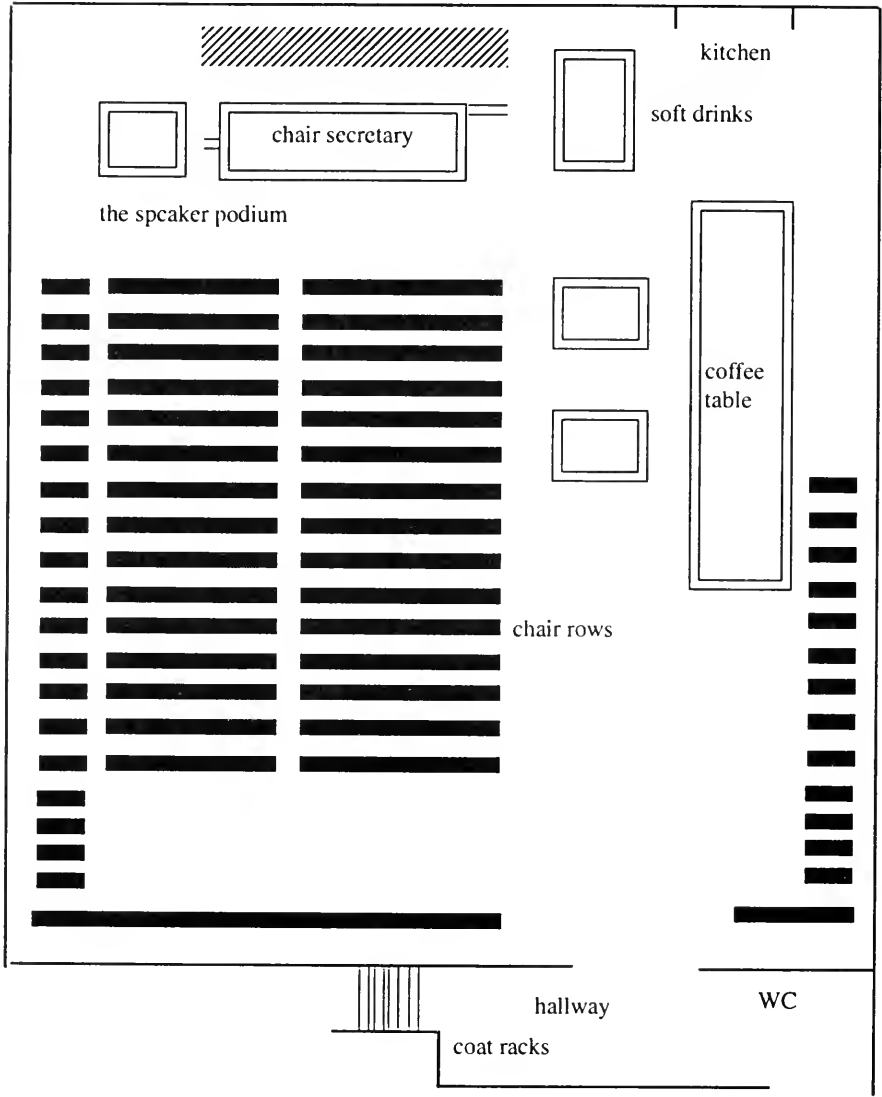 kitchen
soft drinks
chair secretary
the speaker podium
coffee
table
chair rows
hallway
WC
coat racks